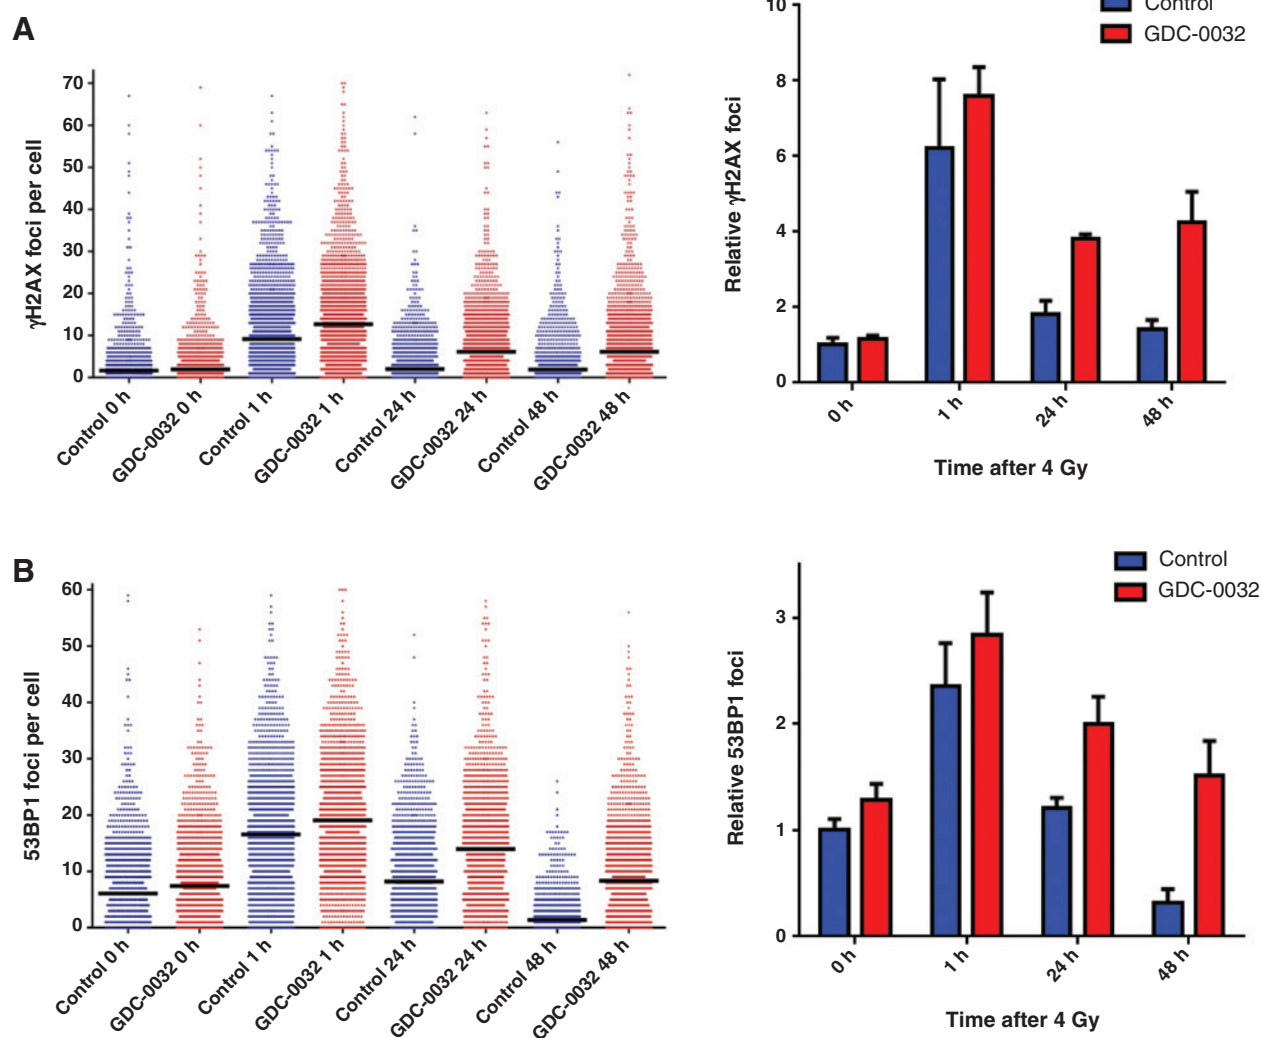 A
γH2AX foci per cell
70
60
50
40
30
20
10
0
Control 0 h
GDC-0032 0 h
Control 1 h
GDC-0032 1 h
Control 24 h
GDC-0032 24 h
Control 48 h
GDC-0032 48 h
Control
GDC-0032
Relative γH2AX foci
10
8
6
4
2
0
0 h
1 h
24 h
48 h
Time after 4 Gy
B
53BP1 foci per cell
60
50
40
30
20
10
0
Control 0 h
GDC-0032 0 h
Control 1 h
GDC-0032 1 h
Control 24 h
GDC-0032 24 h
Control 48 h
GDC-0032 48 h
Control
GDC-0032
Relative 53BP1 foci
3
2
1
0
0 h
1 h
24 h
48 h
Time after 4 Gy